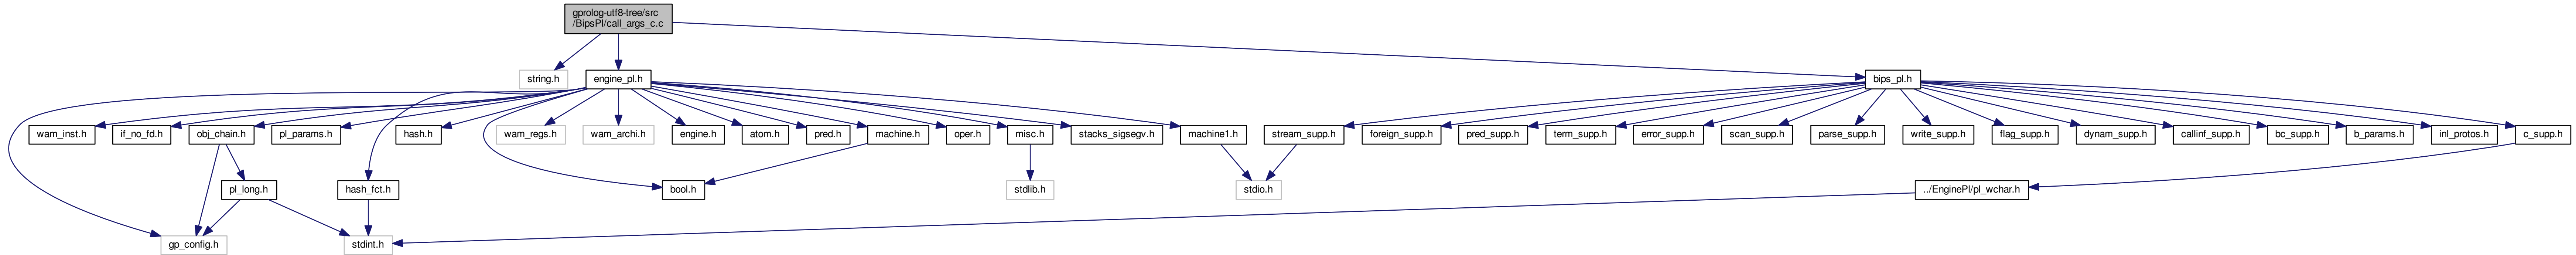 gprolog-utf8-tree/src
/BipsPl/call_args_c.c
string.h
engine_pl.h
bips_pl.h
wam_inst.h
if_no_fd.h
obj_chain.h
pl_params.h
hash.h
wam_regs.h
wam_archi.h
engine.h
atom.h
pred.h
machine.h
oper.h
misc.h
stacks_sigsegv.h
machine1.h
stream_supp.h
foreign_supp.h
pred_supp.h
term_supp.h
error_supp.h
scan_supp.h
parse_supp.h
write_supp.h
flag_supp.h
dynam_supp.h
callinf_supp.h
bc_supp.h
b_params.h
inl_protos.h
c_supp.h
pl_long.h
hash_fct.h
bool.h
stdlib.h
stdio.h
../EnginePl/pl_wchar.h
gp_config.h
stdint.h